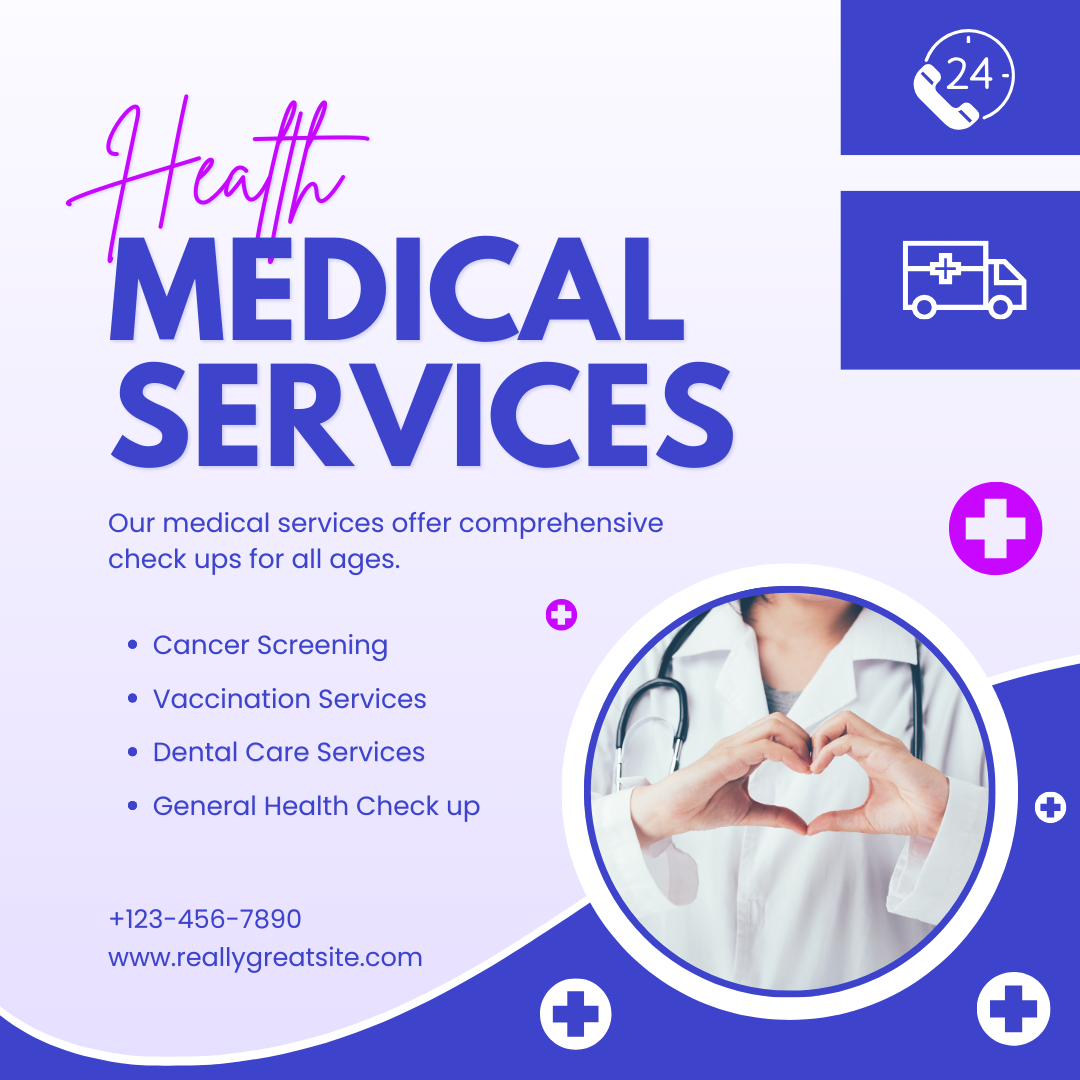 24
Health
MEDICAL
SERVICES
Our medical services offer comprehensive
check ups for all ages.
• Cancer Screening
• Vaccination Services
• Dental Care Services
• General Health Check up
+123-456-7890
www.reallygreatsite.com